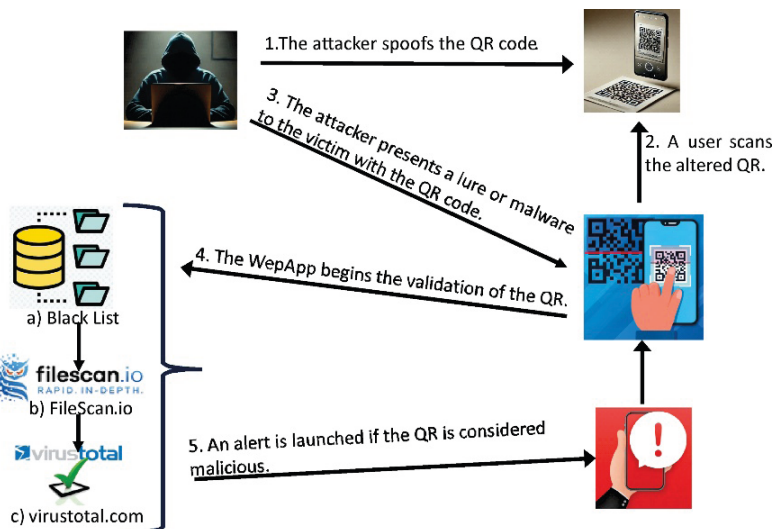 1.The attacker spoofs the QR code.
3. The attacker presents a lure or malware
to the victim with the QR code.
2. A user scans
the altered QR.
4. The WepApp begins the validation of the QR.
a) Black List
filescan.io
RAPID. IN-DEPTH.
b) FileScan.io
virustotal
c) virustotal.com
5. An alert is launched if the QR is considered
malicious.
!